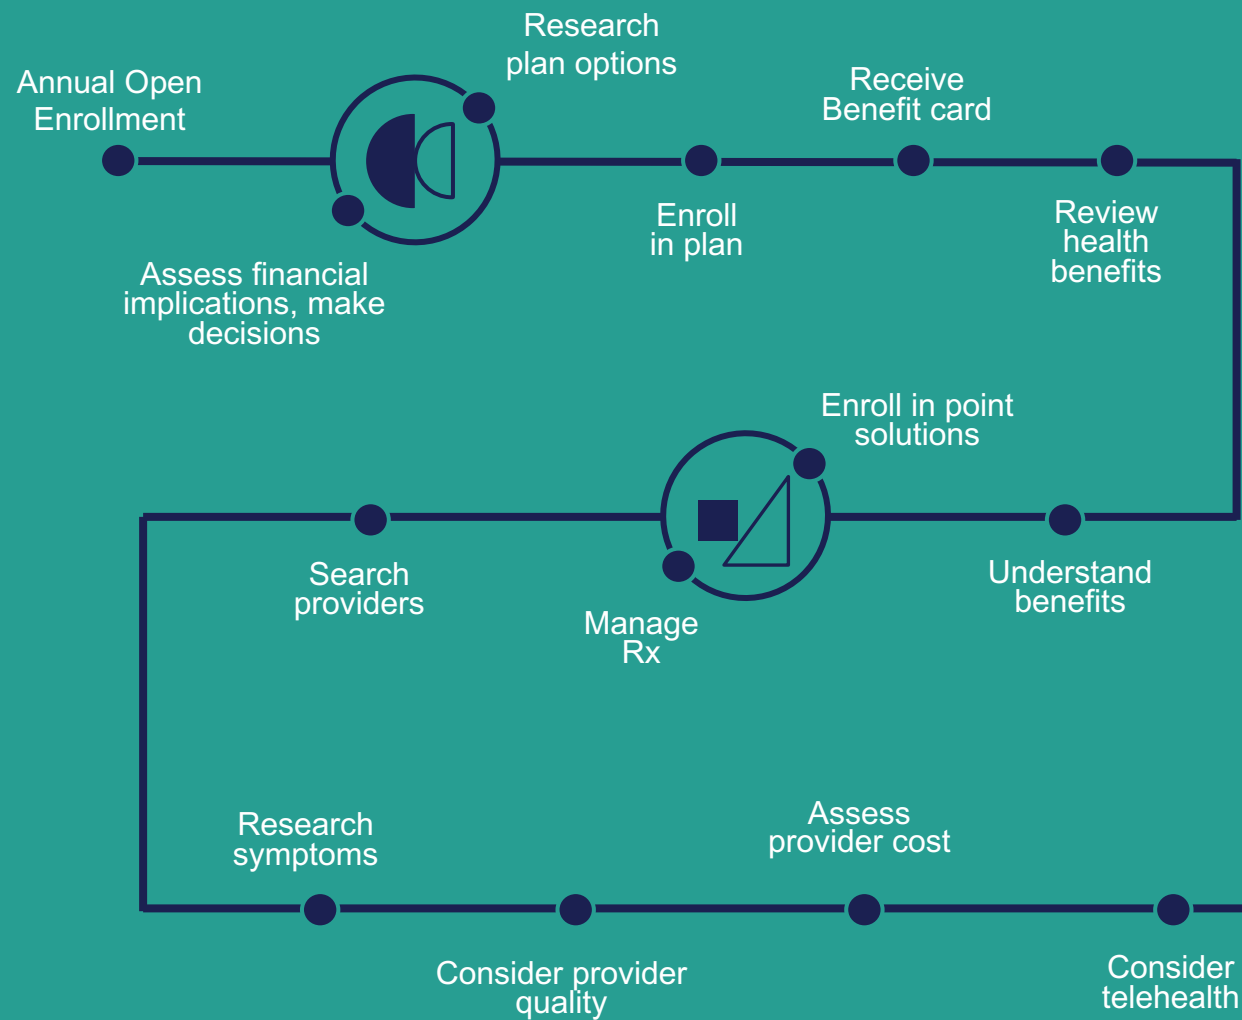 Annual Open
Enrollment
Research
plan options
Assess financial
implications, make
decisions
Enroll
in plan
Receive
Benefit card
Review
health
benefits
Understand
benefits
Enroll in point
solutions
Manage
Rx
Search
providers
Research
symptoms
Consider provider
quality
Assess
provider cost
Consider
telehealth